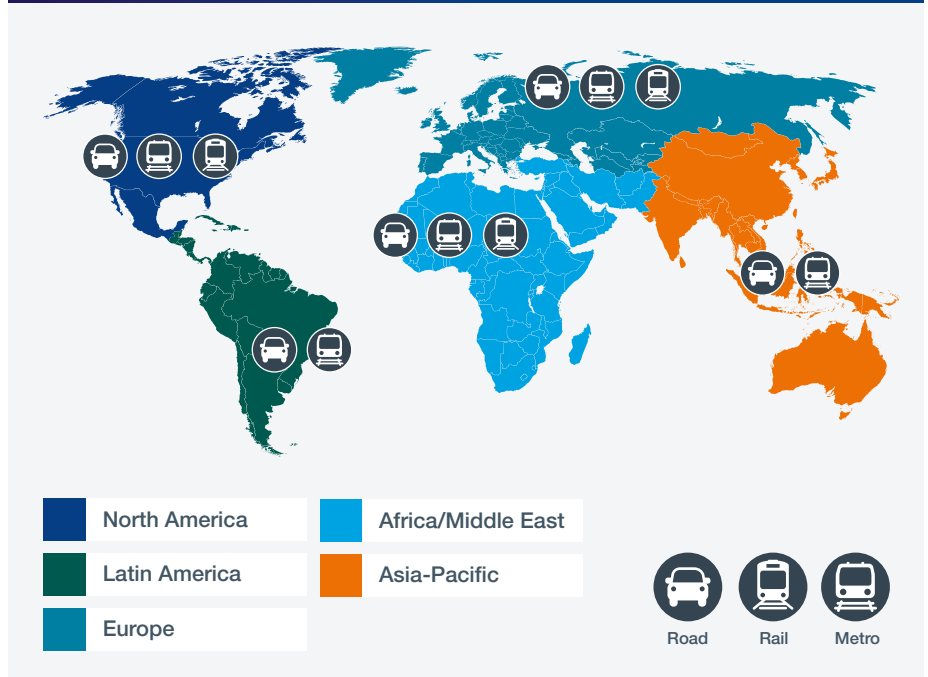 North America
Africa/Middle East
Latin America
Asia-Pacific
Europe
Road
Rail
Metro